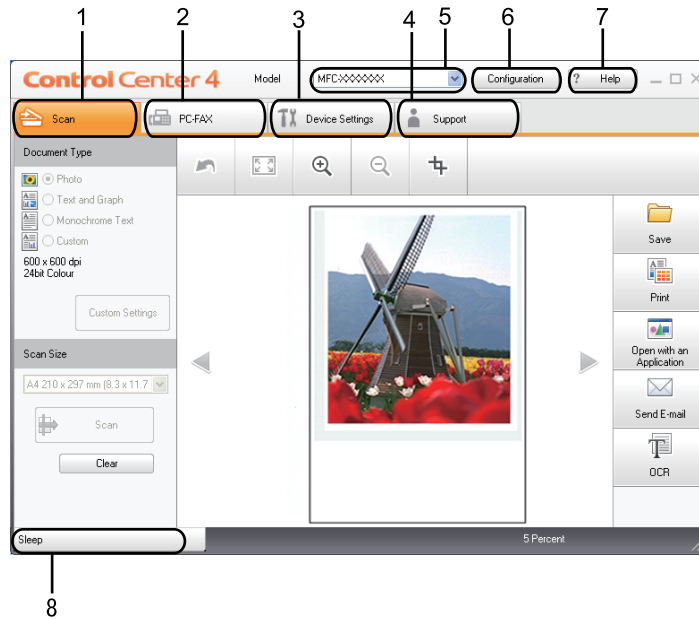 1 2 3 4 5 6 7
Control Center 4
Model
MFC-XXXXXX
Configuration
? Help
Scan
PC-FAX
Device Settings
Support
Document Type
Photo
Text and Graph
Monochrome Text
Custom
600 x 600 dpi
24bit Colour
Custom Settings
Scan Size
A4 210 x 297 mm (8.3 x 11.7
Scan
Clear
Save
Print
Open with an
Application
Send E-mail
OCR
Sleep
5 Percent
8